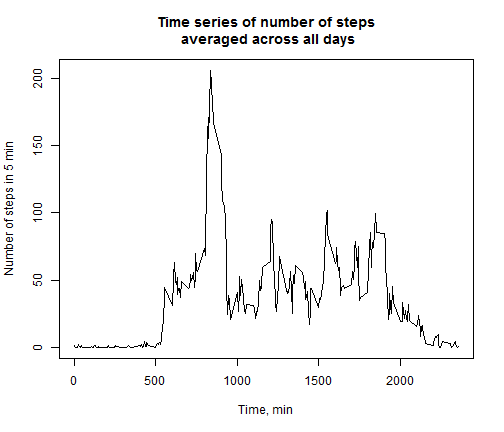 Time series of number of steps
averaged across all days
Number of steps in 5 min
200
150
100
50
0
0 500 1000 1500 2000
Time, min